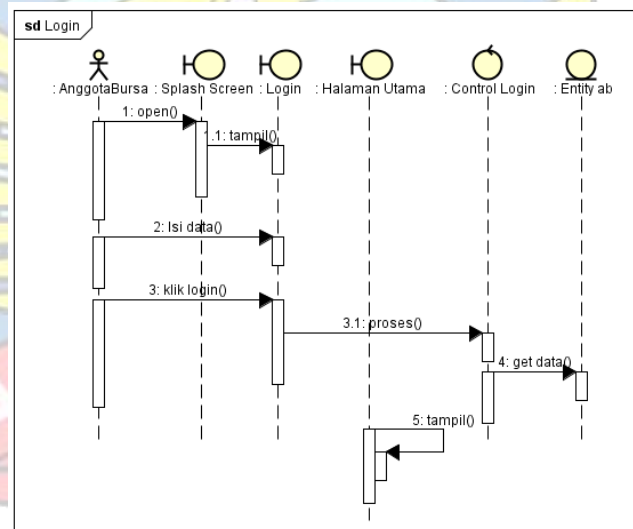 sd Login
: AnggotaBursa : Splash Screen : Login : Halaman Utama : Control Login : Entity ab
1: open()
1.1: tampil()
2: Isi data()
3: klik login()
3.1: proses()
4: get data()
5: tampil()